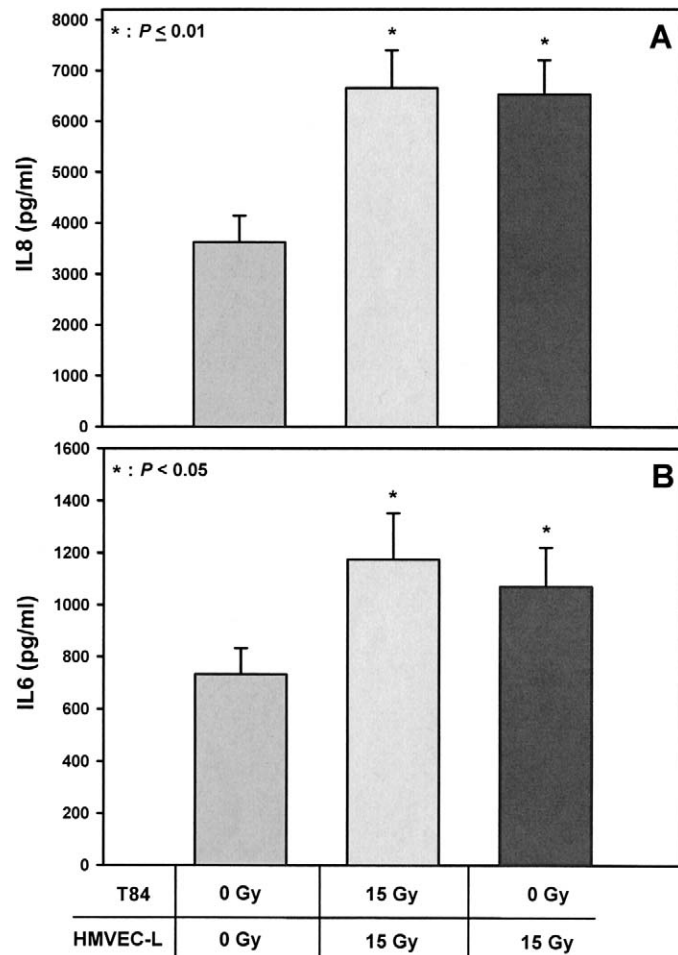 * : P ≤ 0.01
A
*
*
8000
7000
6000
5000
4000
3000
2000
1000
0
IL8 (pg/ml)
* : P < 0.05
B
*
*
1600
1400
1200
1000
800
600
400
200
0
IL6 (pg/ml)
T84 0 Gy 15 Gy 0 Gy
HMVEC-L 0 Gy 15 Gy 15 Gy